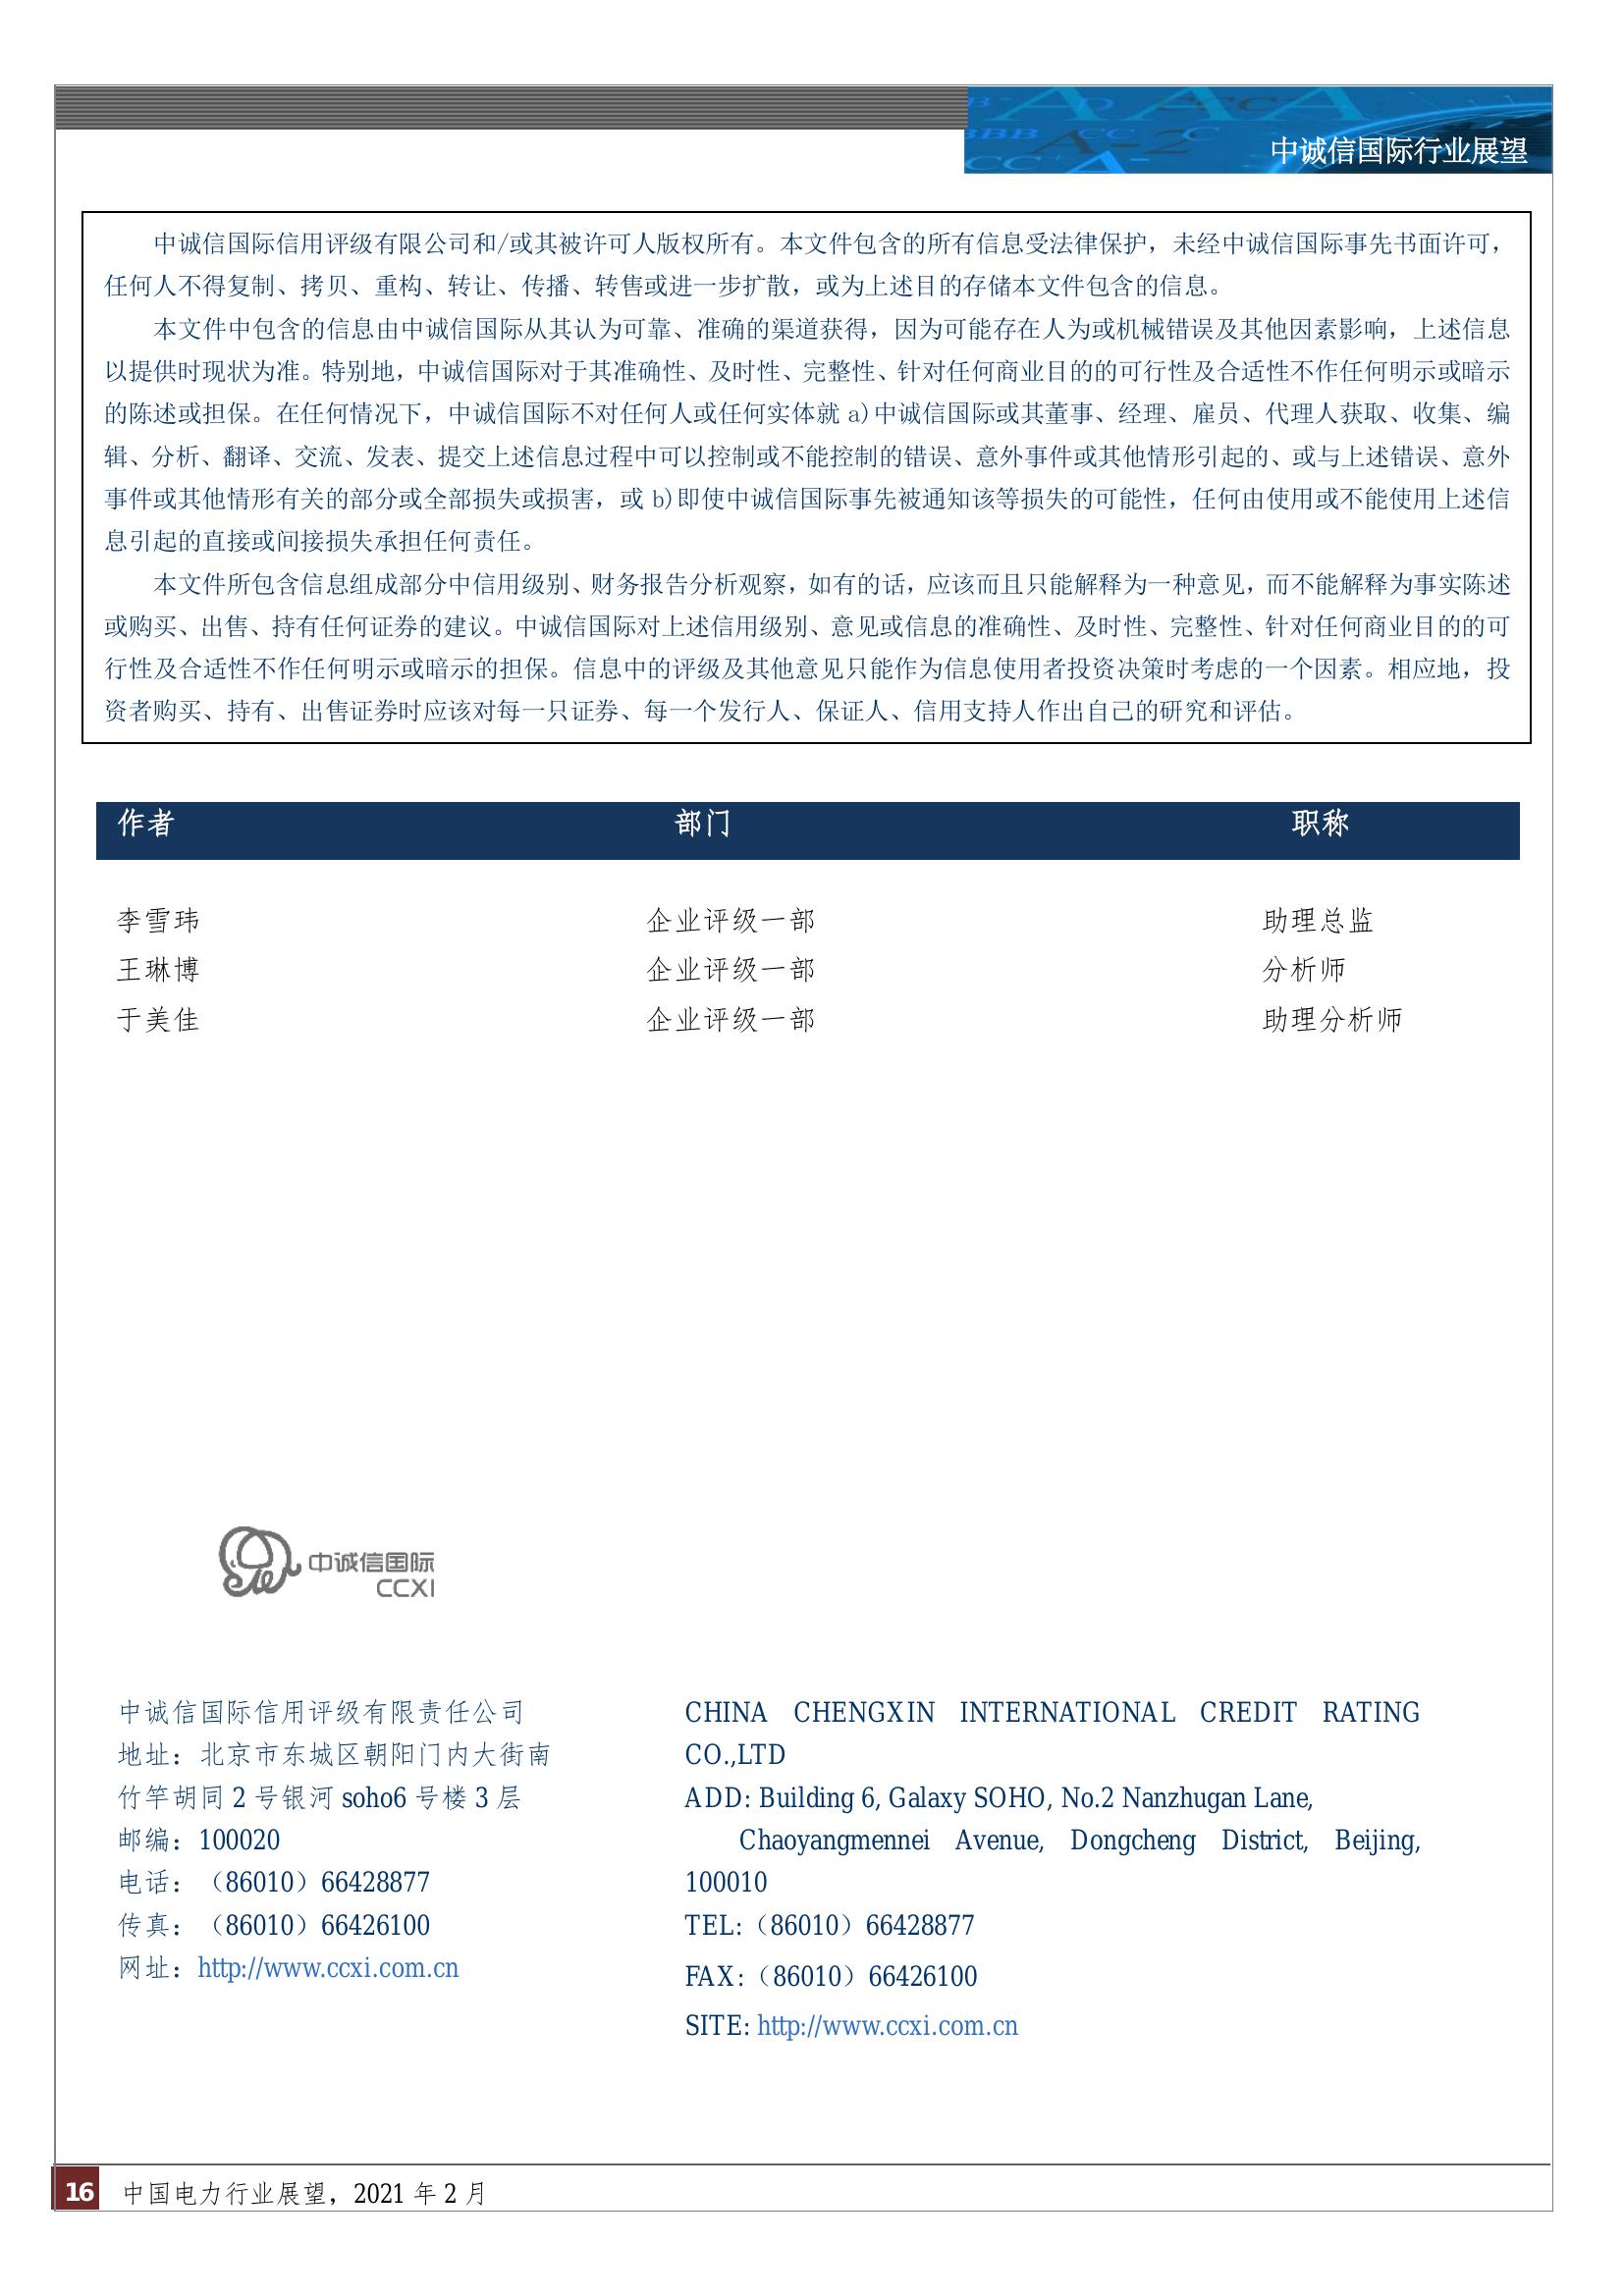 中诚信国际行业展望
中诚信国际信用评级有限公司和/或其被许可人版权所有。本文件包含的所有信息受法律保护，未经中诚信国际事先书面许可，
任何人不得复制、拷贝、重构、转让、传播、转售或进一步扩散，或为上述目的存储本文件包含的信息。
本文件中包含的信息由中诚信国际从其认为可靠、准确的渠道获得，因为可能存在人为或机械错误及其他因素影响，上述信息
以提供时现状为准。特别地，中诚信国际对于其准确性、及时性、完整性、针对任何商业目的的可行性及合适性不作任何明示或暗示
的陈述或担保。在任何情况下，中诚信国际不对任何人或任何实体就 a)中诚信国际或其董事、经理、雇员、代理人获取、收集、编
辑、分析、翻译、交流、发表、提交上述信息过程中可以控制或不能控制的错误、意外事件或其他情形引起的、或与上述错误、意外
事件或其他情形有关的部分或全部损失或损害，或 b)即使中诚信国际事先被通知该等损失的可能性，任何由使用或不能使用上述信
息引起的直接或间接损失承担任何责任。
本文件所包含信息组成部分中信用级别、财务报告分析观察，如有的话，应该而且只能解释为一种意见，而不能解释为事实陈述
或购买、出售、持有任何证券的建议。中诚信国际对上述信用级别、意见或信息的准确性、及时性、完整性、针对任何商业目的的可
行性及合适性不作任何明示或暗示的担保。信息中的评级及其他意见只能作为信息使用者投资决策时考虑的一个因素。相应地，投
资者购买、持有、出售证券时应该对每一只证券、每一个发行人、保证人、信用支持人作出自己的研究和评估。
作者 部门 职称
李雪玮 企业评级一部 助理总监
王琳博 企业评级一部 分析师
于美佳 企业评级一部 助理分析师
中诚信国际
CCXI
中诚信国际信用评级有限责任公司
地址：北京市东城区朝阳门内大街南
竹竿胡同 2 号银河 soho6 号楼 3 层
邮编：100020
电话：（86010）66428877
传真：（86010）66426100
网址：http://www.ccxi.com.cn
CHINA CHENGXIN INTERNATIONAL CREDIT RATING
CO.,LTD
ADD: Building 6, Galaxy SOHO, No.2 Nanzhugan Lane,
Chaoyangmennei Avenue, Dongcheng District, Beijing,
100010
TEL:（86010）66428877
FAX:（86010）66426100
SITE: http://www.ccxi.com.cn
16 中国电力行业展望，2021 年 2 月